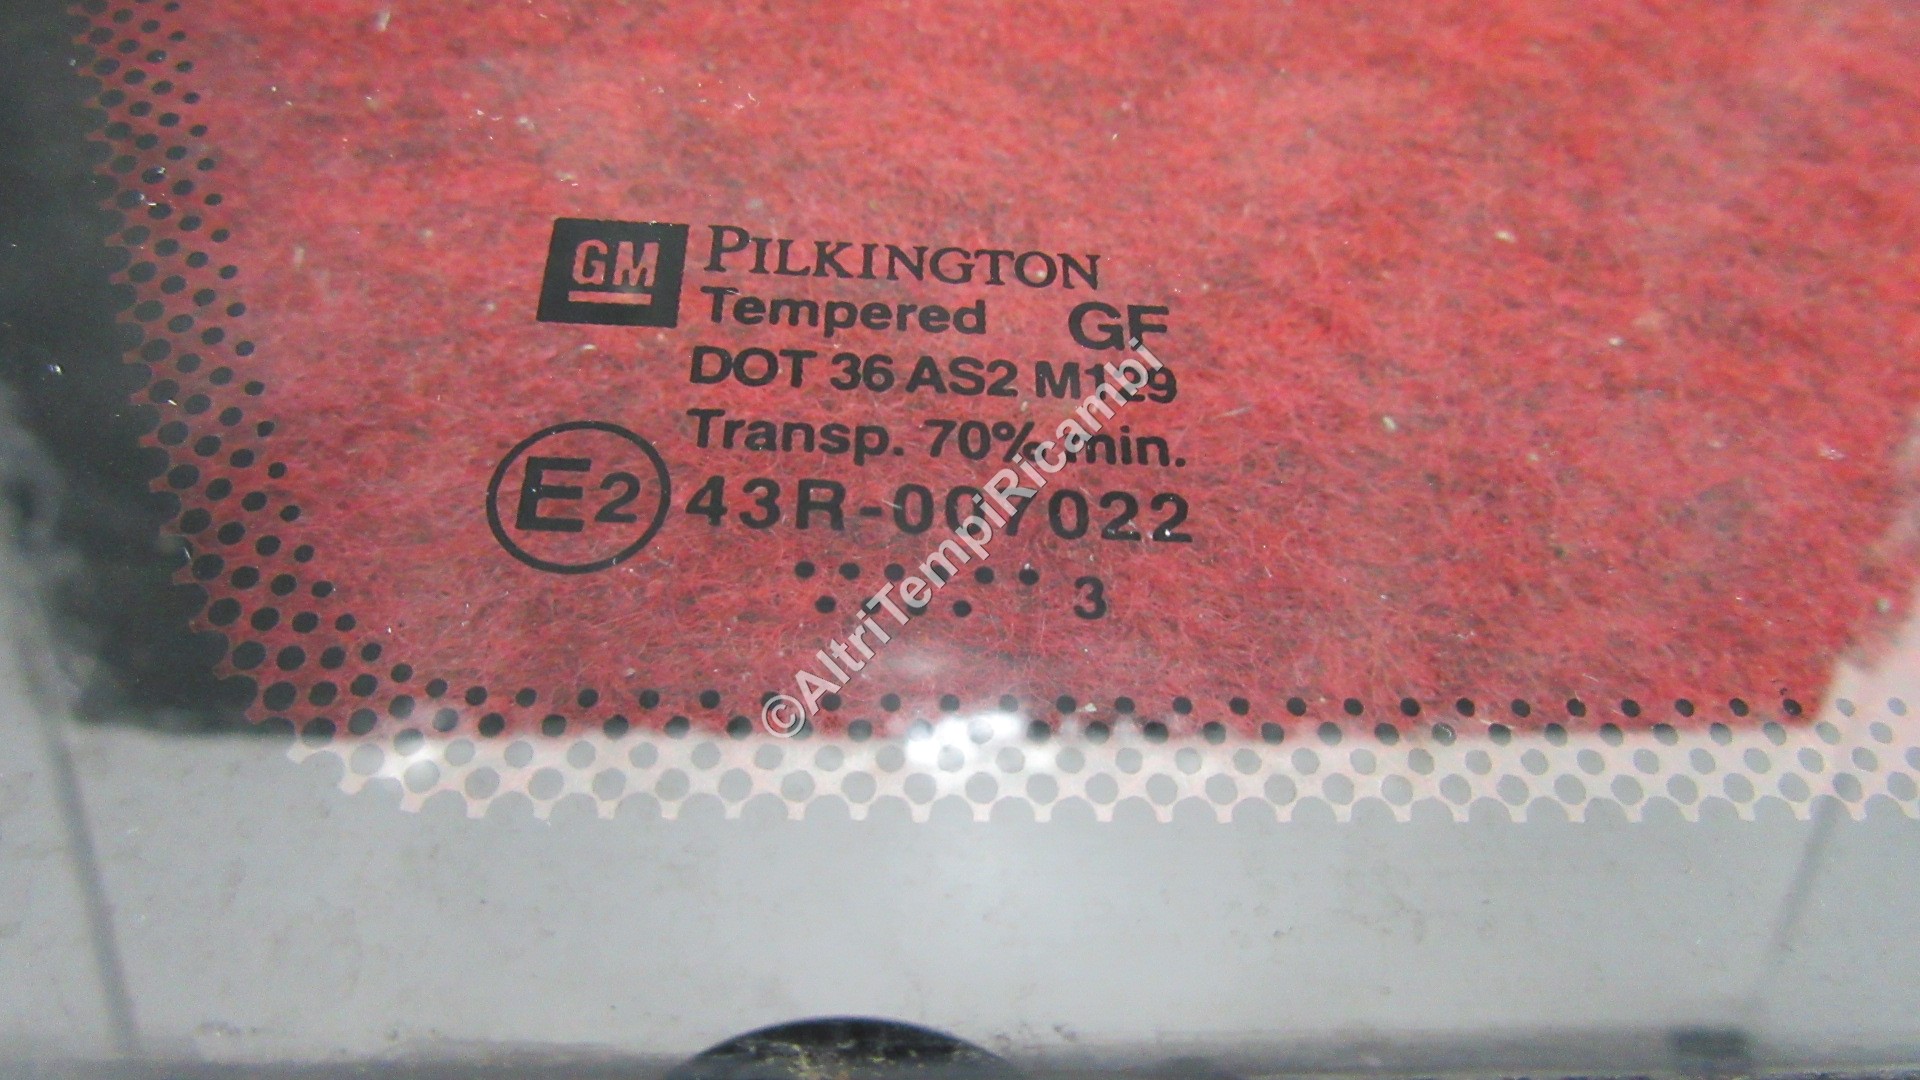 GM PILKINGTON
Tempered GF
DOT 36 AS2 M129
Transp. 70% min.
E2 43R-007022
3
©AltriTempiRicambi